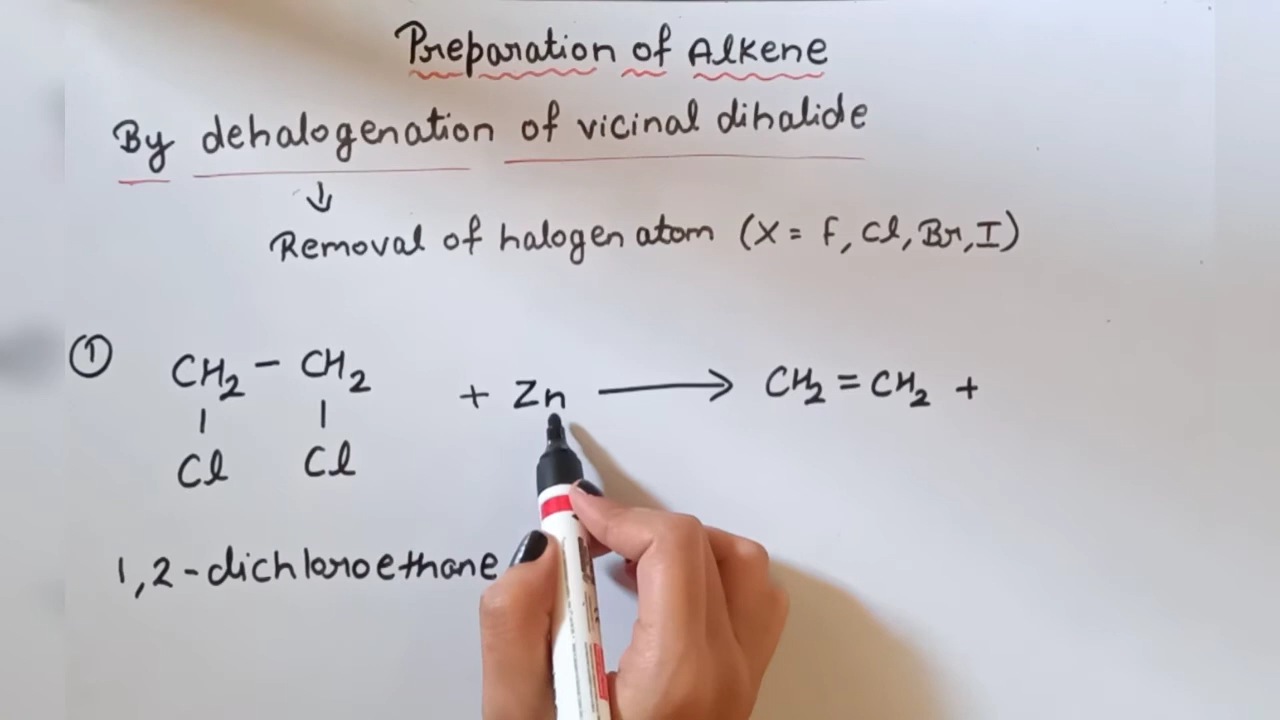 Preparation of Alkene
By dehalogenation of vicinal dihalide
↓
Removal of halogen atom (X = F, Cl, Br, I)
① CH₂ – CH₂ + Zn ⟶ CH₂ = CH₂ +
| |
Cl Cl
1,2-dichloroethane